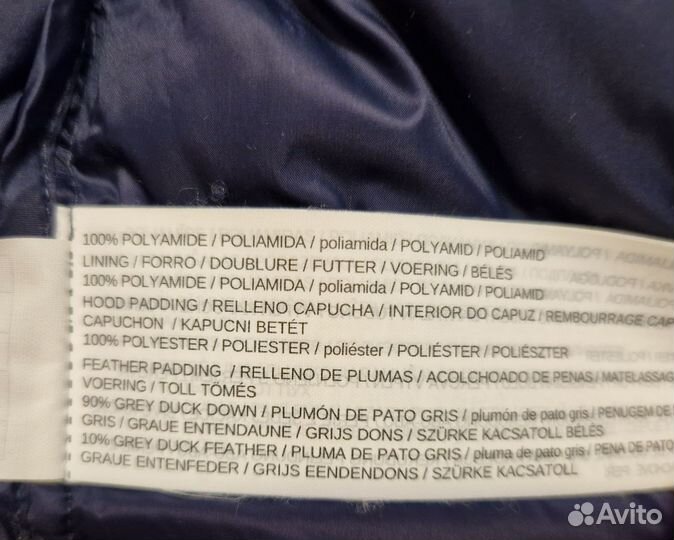 100% POLYAMIDE / POLIAMIDA / poliamida / POLYAMID / POLIAMID
LINING / FORRO / DOUBLURE / FUTTER / VOERING / BÉLÉS
100% POLYAMIDE / POLIAMIDA / poliamida / POLYAMID / POLIAMID
HOOD PADDING / RELLENO CAPUCHA / INTERIOR DO CAPUZ / REMBOURRAGE CAP
CAPUCHON / KAPUCNI BETÉT
100% POLYESTER / POLIESTER / poliéster / POLIÉSTER / POLIÉSZTER
FEATHER PADDING / RELLENO DE PLUMAS / ACOLCHOADO DE PENAS / MATELASSAG
VOERING / TOLL TÖMÉS
90% GREY DUCK DOWN / PLUMÓN DE PATO GRIS / plumón de pato gris / PENUGEM DE
GRIS / GRAUE ENTENDAUNE / GRIJS DONS / SZÜRKE KACSATOLL BÉLÉS
10% GREY DUCK FEATHER / PLUMA DE PATO GRIS / pluma de pato gris / PENA DE PATO
GRAUE ENTENFEDER / GRIJS EENDENDONS / SZÜRKE KACSATOLL
Avito